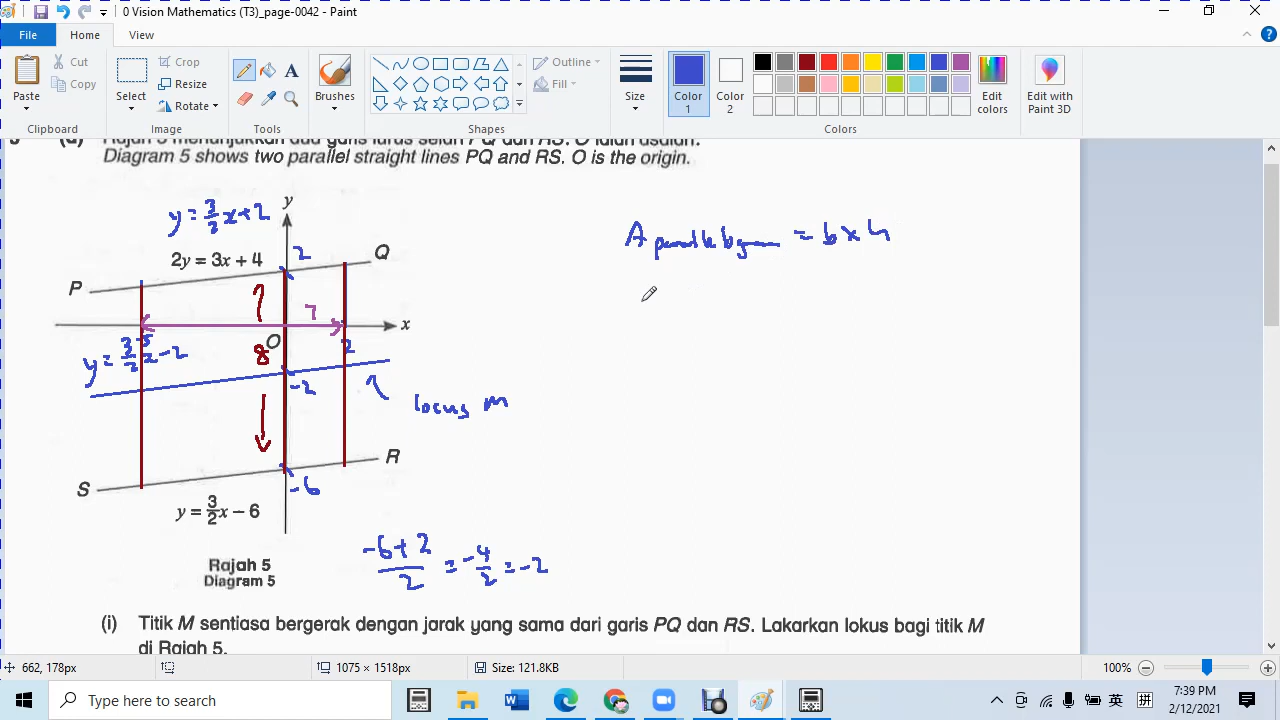 0 Vision Mathematics (T3)_page-0042 - Paint
File Home View
Paste Cut Copy Clipboard
Select Crop Resize Rotate Image
Tools
Brushes
Outline Fill Shapes
Size
Color 1 Color 2 Edit colors Colors
Edit with Paint 3D
Diagram 5 shows two parallel straight lines PQ and RS. O is the origin.
y = 3/2 x + 2
y
2y = 3x + 4
2
Q
P
A parallelogram = b × h
7
x
O
-5
2
8
y = 3/2 x - 2
-2
locus M
R
S
-6
y = 3/2 x − 6
-6+2/2 = -4/2 = -2
Rajah 5
Diagram 5
(i) Titik M sentiasa bergerak dengan jarak yang sama dari garis PQ dan RS. Lakarkan lokus bagi titik M
di Rajah 5.
662, 178px
1075 × 1518px
Size: 121.8KB
100%
Type here to search
英
拼
7:39 PM
2/12/2021